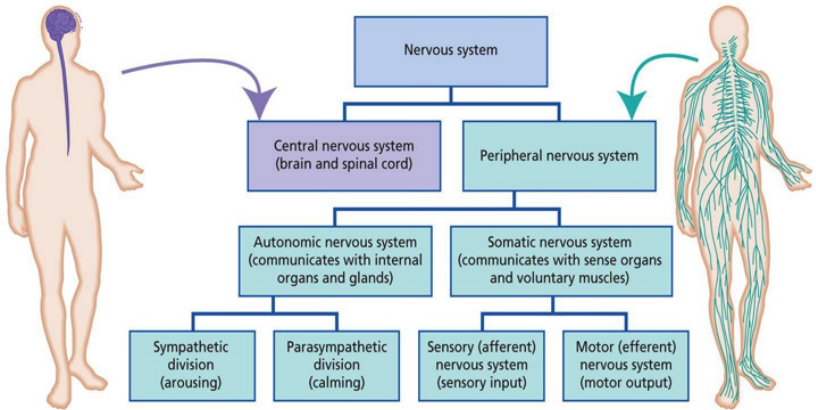 Nervous system
Central nervous system
(brain and spinal cord)
Peripheral nervous system
Autonomic nervous system
(communicates with internal
organs and glands)
Somatic nervous system
(communicates with sense organs
and voluntary muscles)
Sympathetic
division
(arousing)
Parasympathetic
division
(calming)
Sensory (afferent)
nervous system
(sensory input)
Motor (efferent)
nervous system
(motor output)